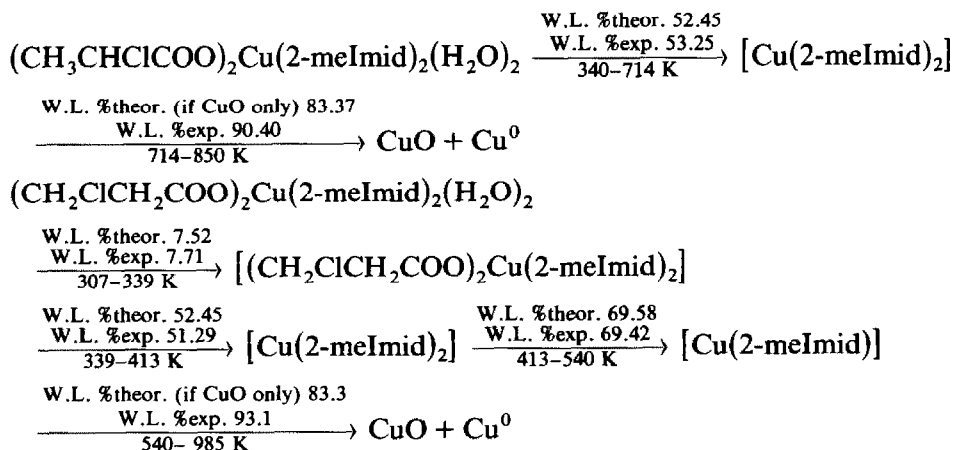 W.L. %theor. 52.45
(CH₃CHClCOO)₂Cu(2-meImid)₂(H₂O)₂ W.L. %exp. 53.25 → [Cu(2-meImid)₂]
340–714 K
W.L. %theor. (if CuO only) 83.37
W.L. %exp. 90.40 → CuO + Cu⁰
714–850 K
(CH₂ClCH₂COO)₂Cu(2-meImid)₂(H₂O)₂
W.L. %theor. 7.52
W.L. %exp. 7.71 → [(CH₂ClCH₂COO)₂Cu(2-meImid)₂]
307–339 K
W.L. %theor. 52.45 W.L. %theor. 69.58
W.L. %exp. 51.29 → [Cu(2-meImid)₂] W.L. %exp. 69.42 → [Cu(2-meImid)]
339–413 K 413–540 K
W.L. %theor. (if CuO only) 83.3
W.L. %exp. 93.1 → CuO + Cu⁰
540– 985 K